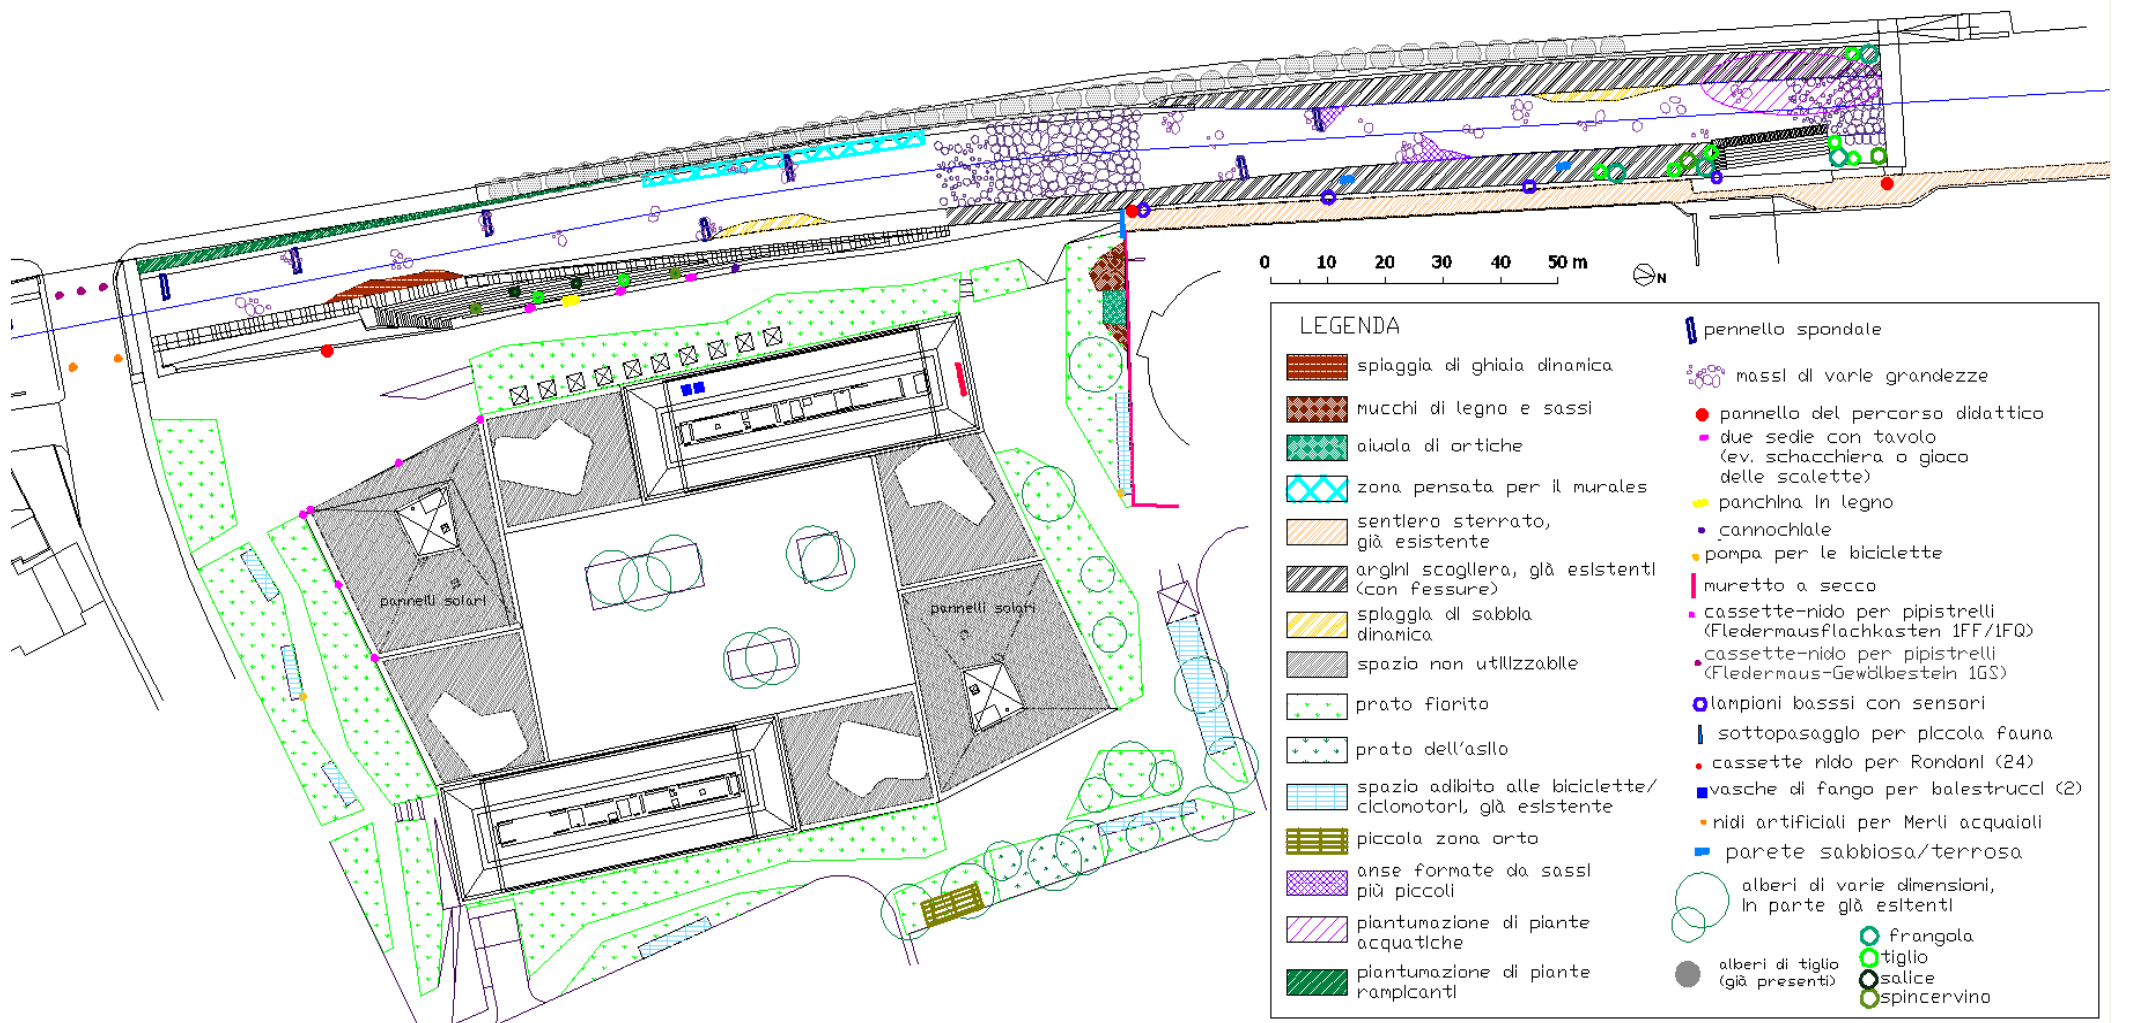 0 10 20 30 40 50 m
N
pannelli solari
pannelli solari
LEGENDA
spiaggia di ghiaia dinamica
mucchi di legno e sassi
aiuola di ortiche
zona pensata per il murales
sentiero sterrato,
già esistente
arghi scogliera, già esistenti
(con fessure)
spiaggia di sabbia
dinamica
spazio non utilizzabile
prato fiorito
prato dell'asilo
spazio adibito alle biciclette/
ciclomotori, già esistente
piccola zona orto
anse formate da sassi
più piccoli
piantumazione di piante
acquatiche
piantumazione di piante
rampicanti
pennello spondale
massi di varie grandezze
pannello del percorso didattico
due sedie con tavolo
(ev. schacchiera o gioco
delle scalette)
panchina in legno
cannochiale
pompa per le biciclette
muretto a secco
cassette-nido per pipistrelli
(Fledermausflachkasten 1FF/1FQ)
cassette-nido per pipistrelli
(Fledermaus-Gewölbestein 1GS)
lampioni basssi con sensori
sottopasaggio per piccola fauna
cassette nido per Rondoni (24)
vasche di fango per balestrucci (2)
nidi artificiali per Merli acquaioli
parete sabbiosa/terrosa
alberi di varie dimensioni,
in parte già esitenti
alberi di tiglio
(già presenti)
frangola
tiglio
salice
spincervino